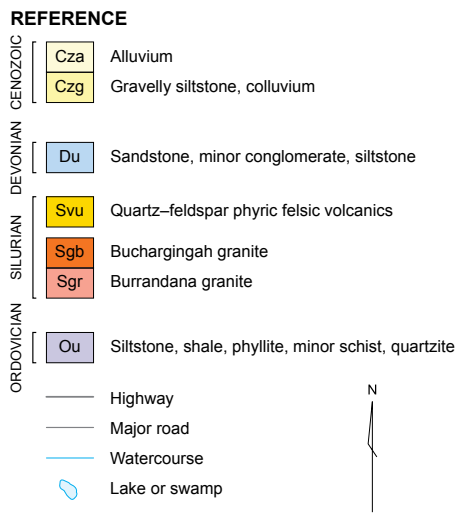 REFERENCE
CENOZOIC
Cza Alluvium
Czg Gravelly siltstone, colluvium
DEVONIAN
Du Sandstone, minor conglomerate, siltstone
SILURIAN
Svu Quartz–feldspar phyric felsic volcanics
Sgb Buchargingah granite
Sgr Burrandana granite
ORDOVICIAN
Ou Siltstone, shale, phyllite, minor schist, quartzite
Highway
Major road
Watercourse
Lake or swamp
N